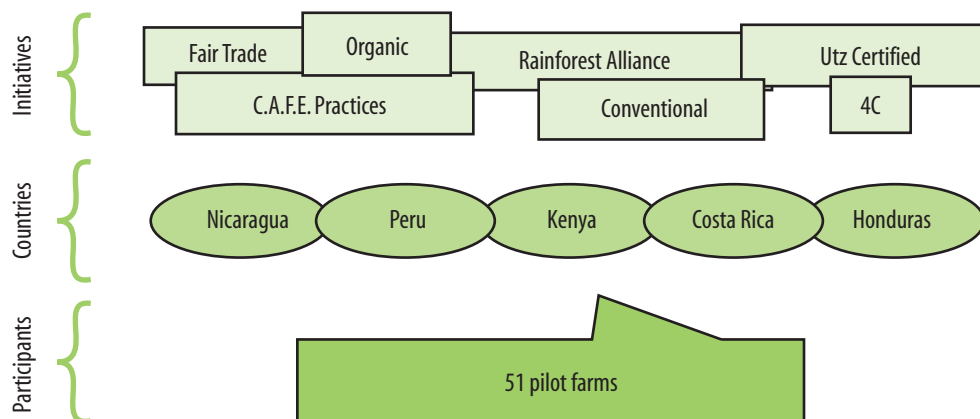 Initiatives
Fair Trade
Organic
Rainforest Alliance
Utz Certified
C.A.F.E. Practices
Conventional
4C
Countries
Nicaragua
Peru
Kenya
Costa Rica
Honduras
Participants
51 pilot farms